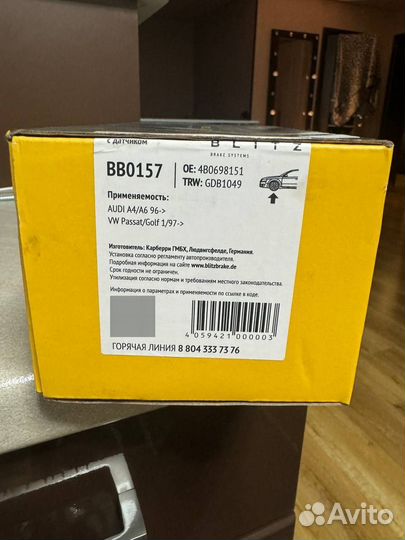 с датчиком
BLITZ
BRAKE SYSTEMS
BB0157
OE: 4B0698151
TRW: GDB1049
Применяемость:
AUDI A4/A6 96->
VW Passat/Golf 1/97->
Изготовитель: Карберри ГМБХ, Людвигсфелде, Германия.
Установка согласно регламенту автопроизводителя.
Подробная информация на сайте www.blitzbrake.de
Срок годности не ограничен.
Утилизация согласно нормам и требованиям местного законодательства.
Информация о параметрах и применяемости по ссылке в коде.
4 059421 000003
ГОРЯЧАЯ ЛИНИЯ 8 804 333 73 76
Avito